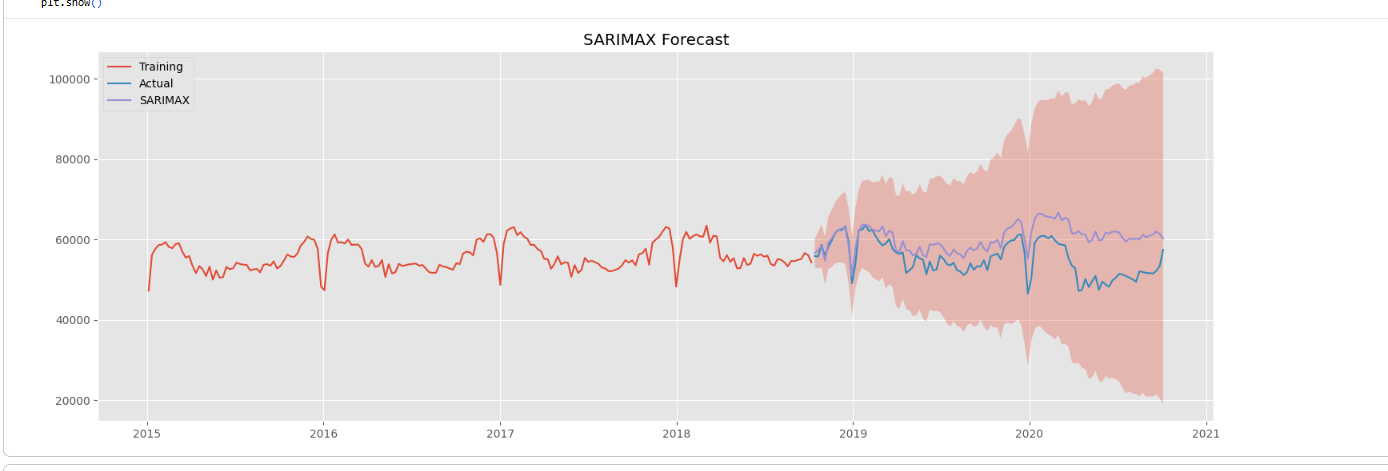 plt.show()
SARIMAX Forecast
Training
Actual
SARIMAX
100000
80000
60000
40000
20000
2015 2016 2017 2018 2019 2020 2021